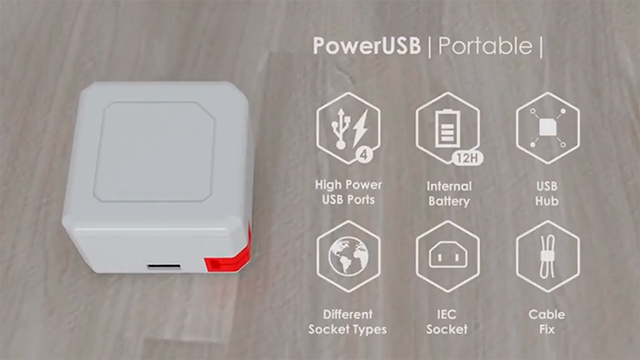 PowerUSB | Portable |
4
High Power
USB Ports
12H
Internal
Battery
USB
Hub
Different
Socket Types
IEC
Socket
Cable
Fix